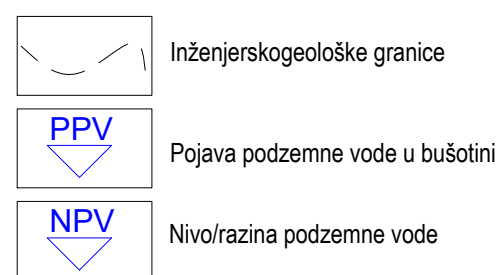 Inženjerskogeološke granice
PPV
Pojava podzemne vode u bušotini
NPV
Nivo/razina podzemne vode